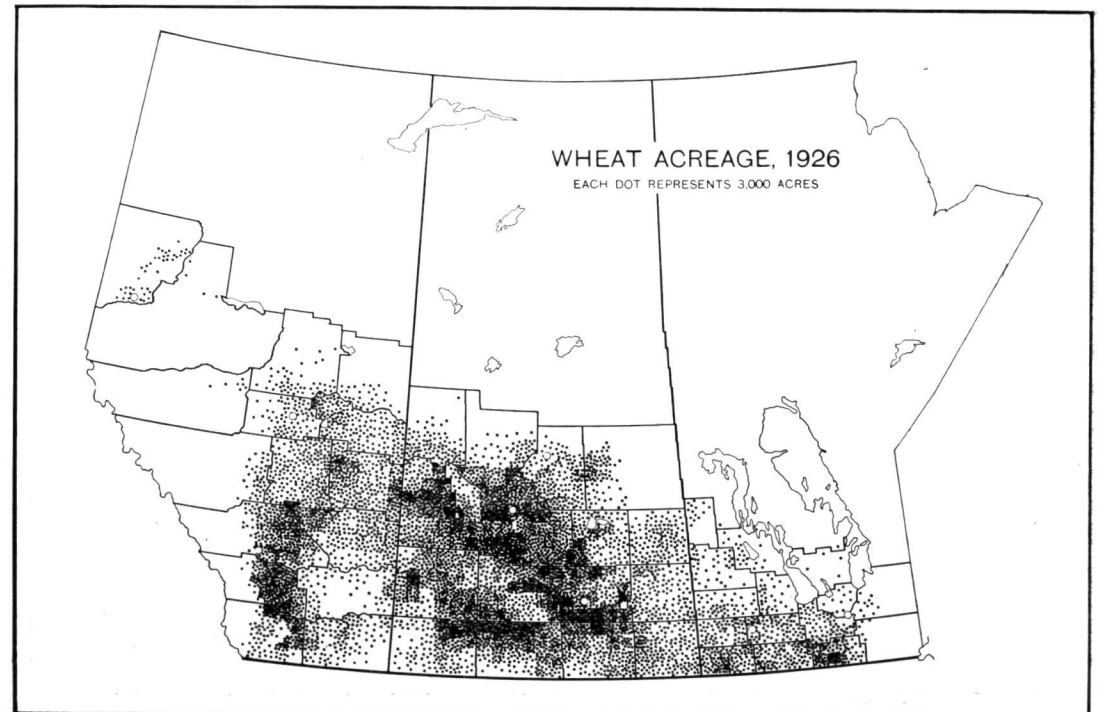 WHEAT ACREAGE, 1926
EACH DOT REPRESENTS 3,000 ACRES